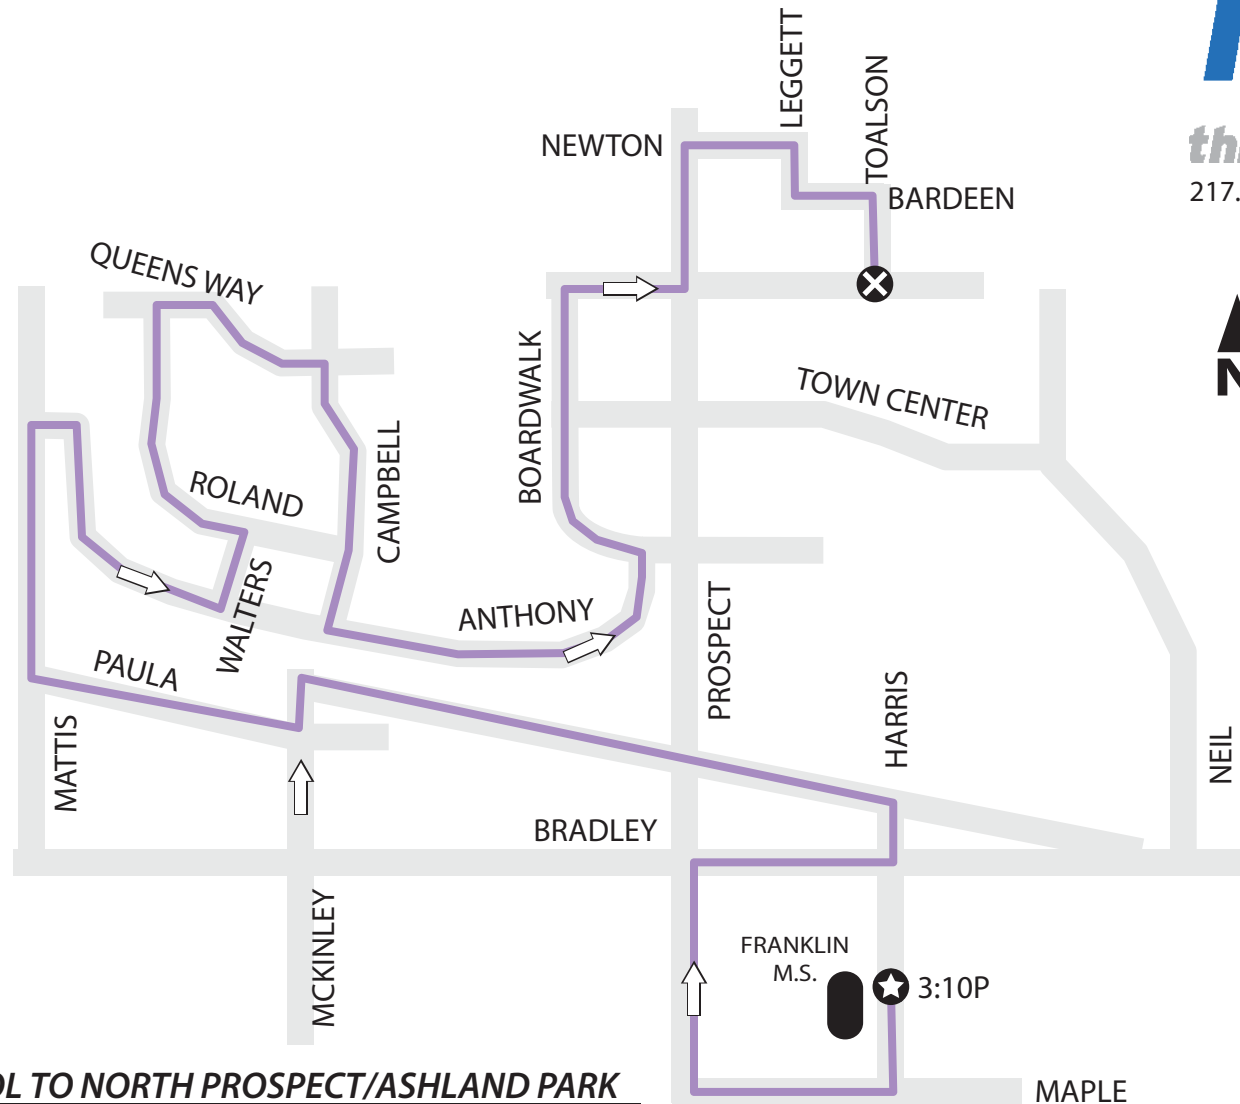 LEGGETT
TOALSON
NEWTON
BARDEEN
217.
QUEENS WAY
BOARDWALK
TOWN CENTER
N
CAMPBELL
ROLAND
WALTERS
ANTHONY
PROSPECT
PAULA
HARRIS
MATTIS
NEIL
BRADLEY
MCKINLEY
FRANKLIN
M.S.
3:10P
OL TO NORTH PROSPECT/ASHLAND PARK
MAPLE